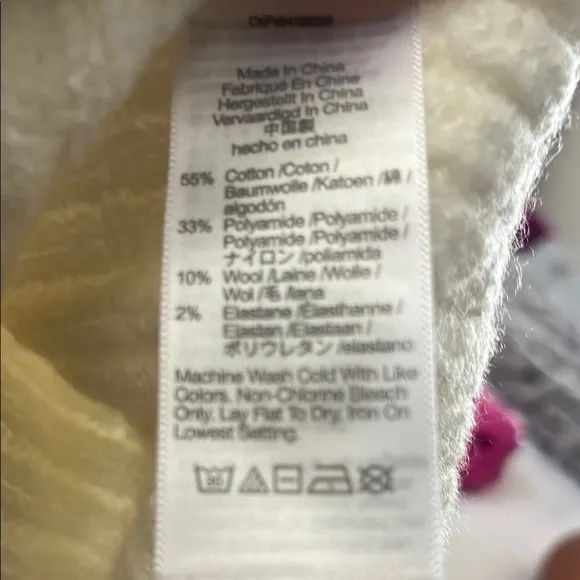 Made In China
Fabriqué En Chine
Hergestellt In China
Vervaardigd In China
中国製
hecho en china
55% Cotton /Coton /
Baumwolle /Katoen /綿 /
algodón
33% Polyamide /Polyamide /
Polyamide /Polyamide /
ナイロン /poliamida
10% Wool /Laine /Wolle /
Wol /毛 /lana
2% Elastane /Élasthanne /
Elastan /Elastaan /
ポリウレタン /elastano
Machine Wash Cold With Like
Colors. Non-Chlorine Bleach
Only. Lay Flat To Dry. Iron On
Lowest Setting.